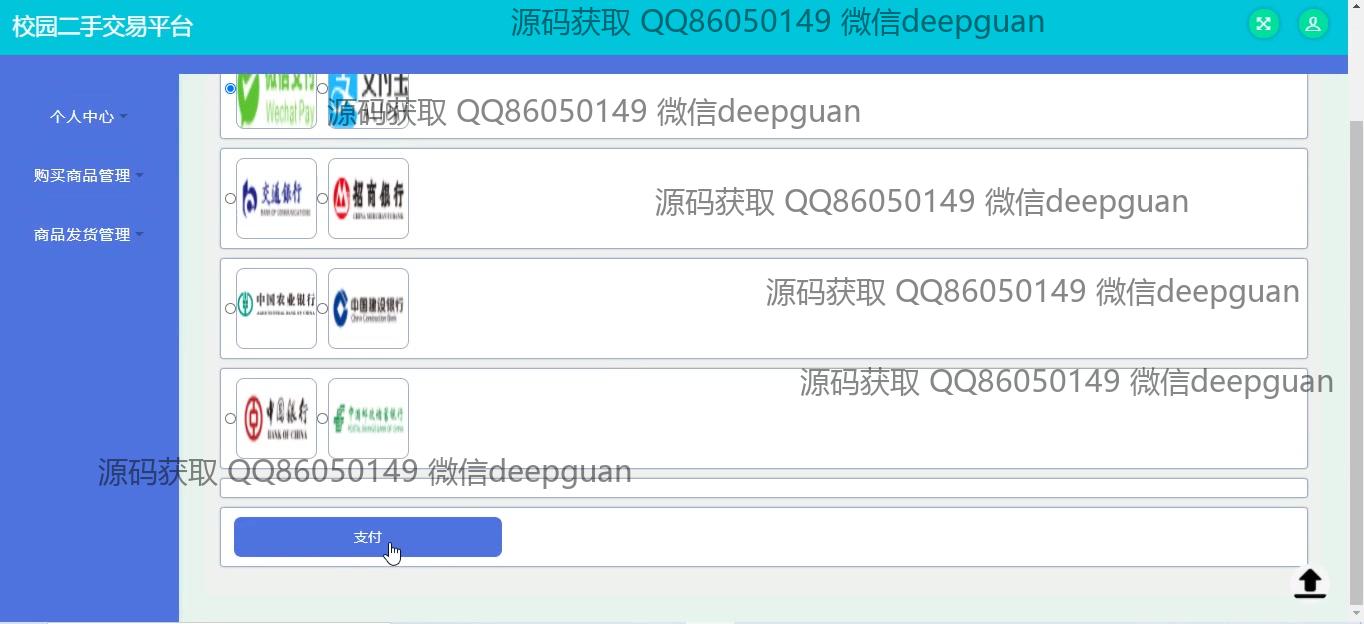 校园二手交易平台
源码获取 QQ86050149 微信deepguan
个人中心
购买商品管理
商品发货管理
微信支付
WechatPay
支付宝
源码获取 QQ86050149 微信deepguan
交通银行
BANK OF COMMUNICATIONS
招商银行
CHINA MERCHANTS BANK
源码获取 QQ86050149 微信deepguan
中国农业银行
AGRICULTURAL BANK OF CHINA
中国建设银行
China Construction Bank
源码获取 QQ86050149 微信deepguan
源码获取 QQ86050149 微信deepguan
中国银行
BANK OF CHINA
中国邮政储蓄银行
POSTAL SAVINGS BANK OF CHINA
源码获取 QQ86050149 微信deepguan
支付